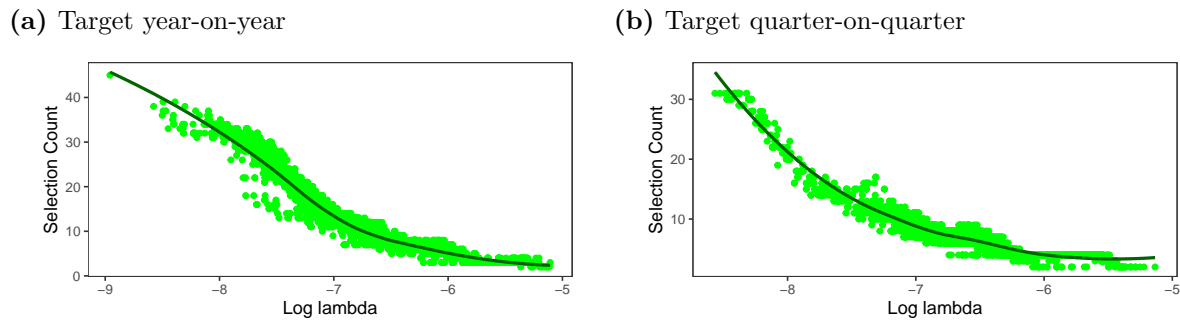 (a) Target year-on-year
40
30
20
10
0
Selection Count
−9
−8
−7
−6
−5
Log lambda
(b) Target quarter-on-quarter
30
20
10
Selection Count
−8
−7
−6
−5
Log lambda